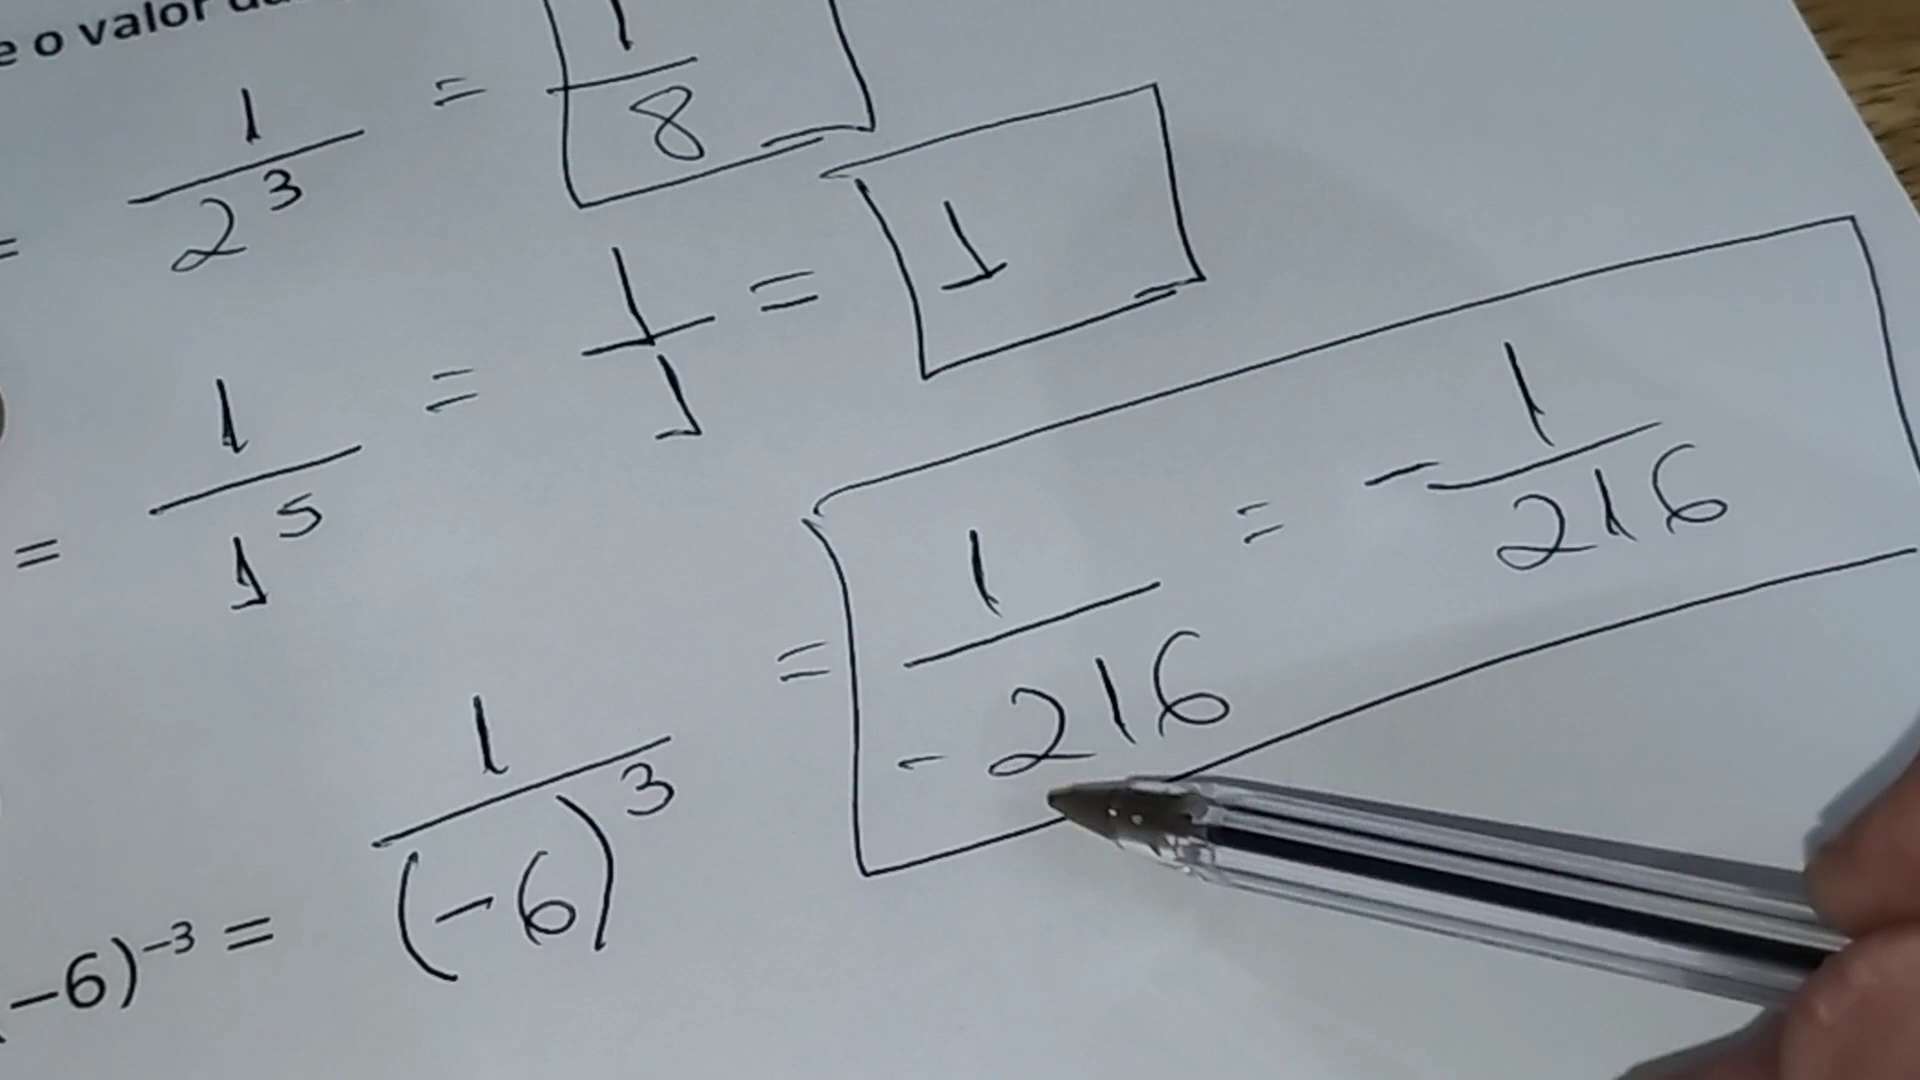 e o valor
= 1/2³ = 1/8
= 1/1⁵ = 1/1 = 1
(-6)⁻³ = 1/(-6)³ = 1/-216 = -1/216